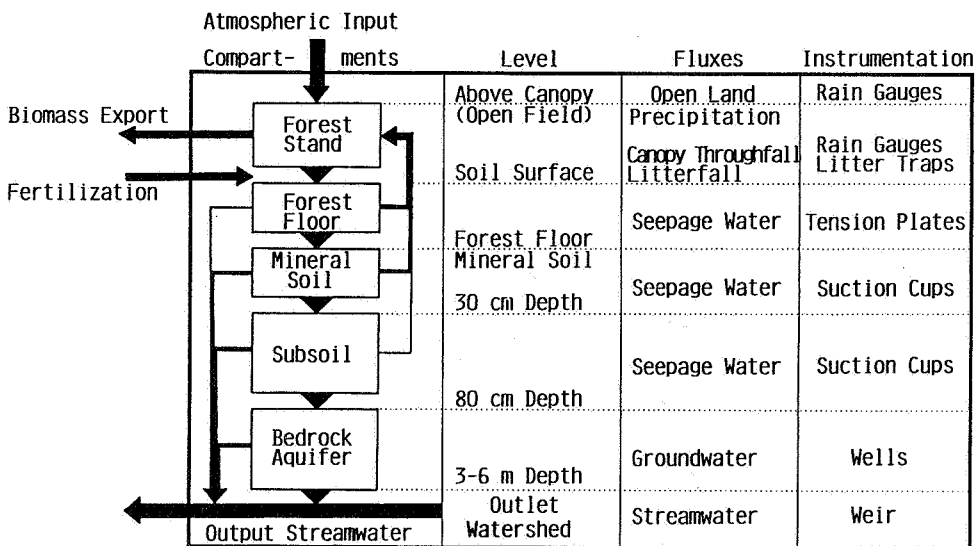 Atmospheric Input
Compart- ments Level Fluxes Instrumentation
Biomass Export
Fertilization
Forest
Stand
Forest
Floor
Mineral
Soil
Subsoil
Bedrock
Aquifer
Output Streamwater
Above Canopy
(Open Field)
Soil Surface
Forest Floor
Mineral Soil
30 cm Depth
80 cm Depth
3-6 m Depth
Outlet
Watershed
Open Land
Precipitation
Canopy Throughfall
Litterfall
Seepage Water
Seepage Water
Seepage Water
Groundwater
Streamwater
Rain Gauges
Rain Gauges
Litter Traps
Tension Plates
Suction Cups
Suction Cups
Wells
Weir